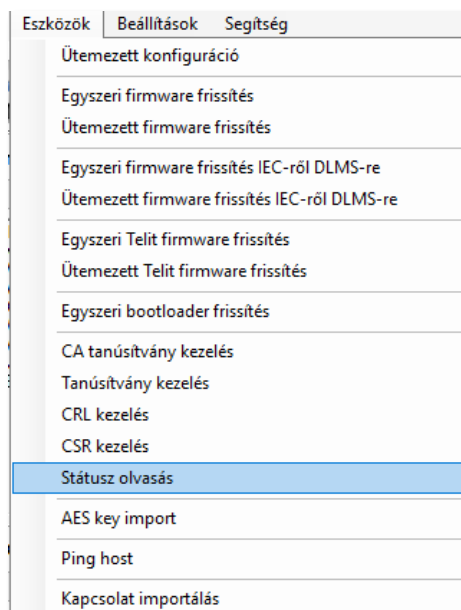 Eszközök Beállítások Segítség
Ütemezett konfiguráció
Egyszeri firmware frissítés
Ütemezett firmware frissítés
Egyszeri firmware frissítés IEC-ről DLMS-re
Ütemezett firmware frissítés IEC-ről DLMS-re
Egyszeri Telit firmware frissítés
Ütemezett Telit firmware frissítés
Egyszeri bootloader frissítés
CA tanúsítvány kezelés
Tanúsítvány kezelés
CRL kezelés
CSR kezelés
Státusz olvasás
AES key import
Ping host
Kapcsolat importálás